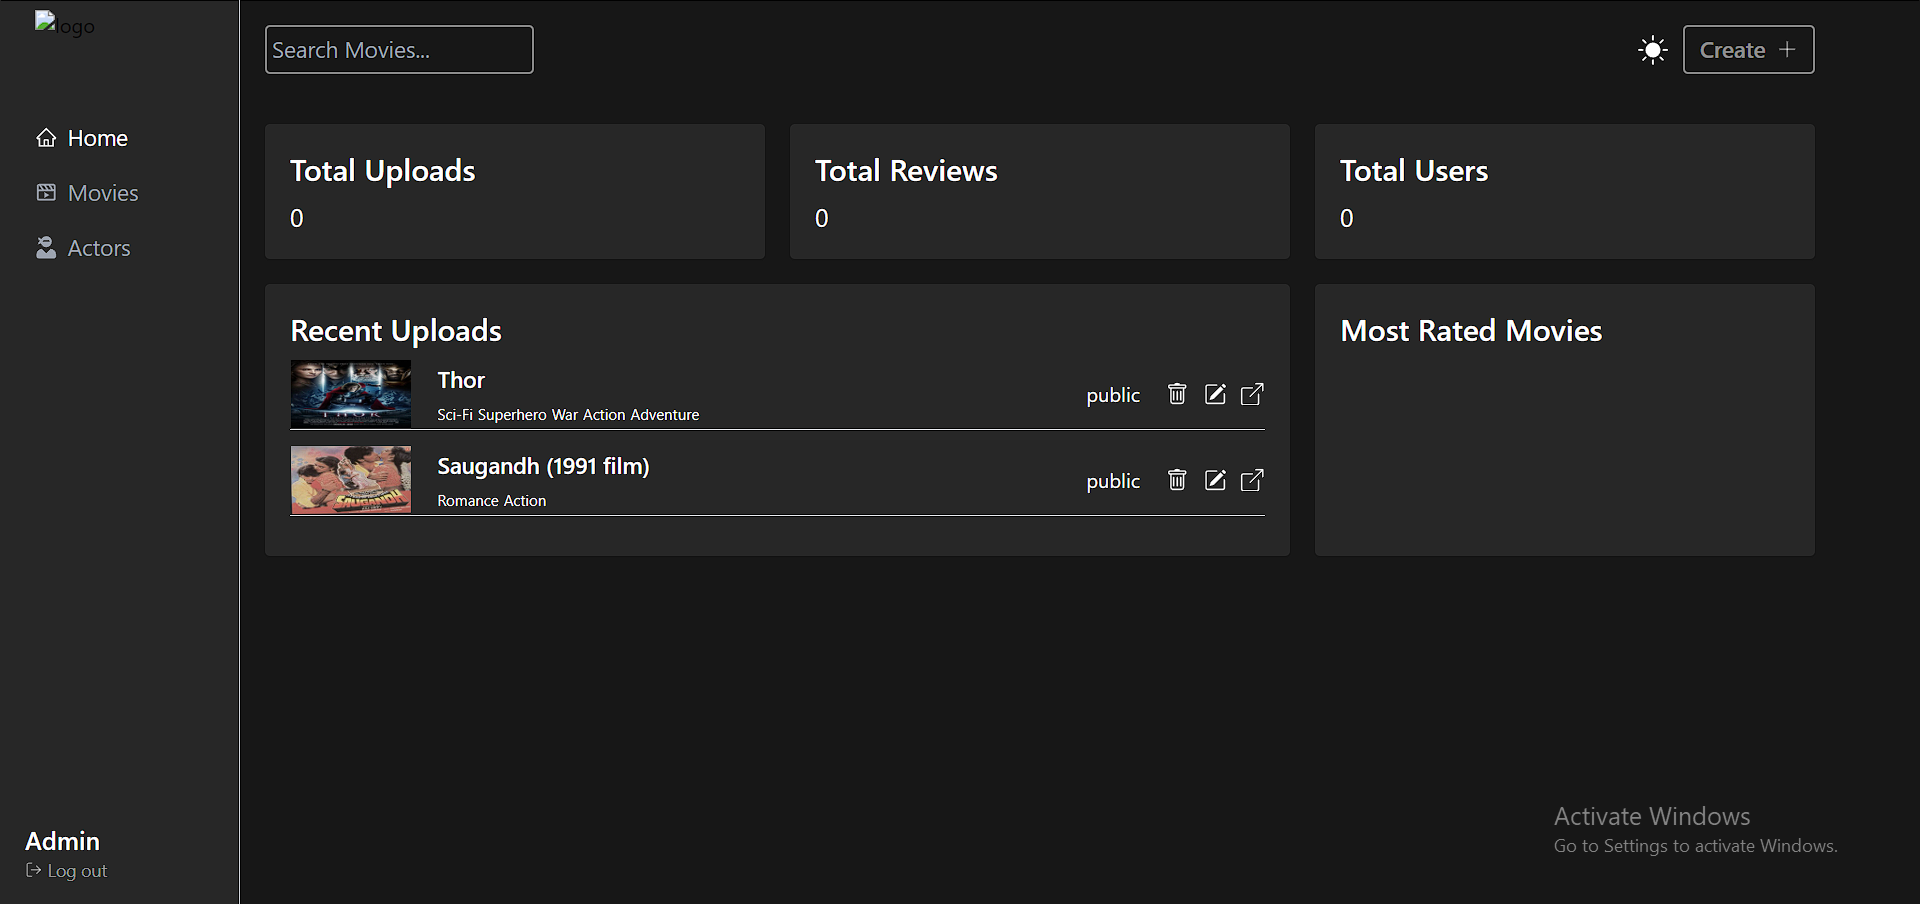 logo
Search Movies...
Create
Home
Movies
Actors
Total Uploads
0
Total Reviews
0
Total Users
0
Recent Uploads
Thor
Sci-Fi Superhero War Action Adventure
public
THOR
Saugandh (1991 film)
Romance Action
public
SAUGANDH
Most Rated Movies
Admin
Log out
Activate Windows
Go to Settings to activate Windows.